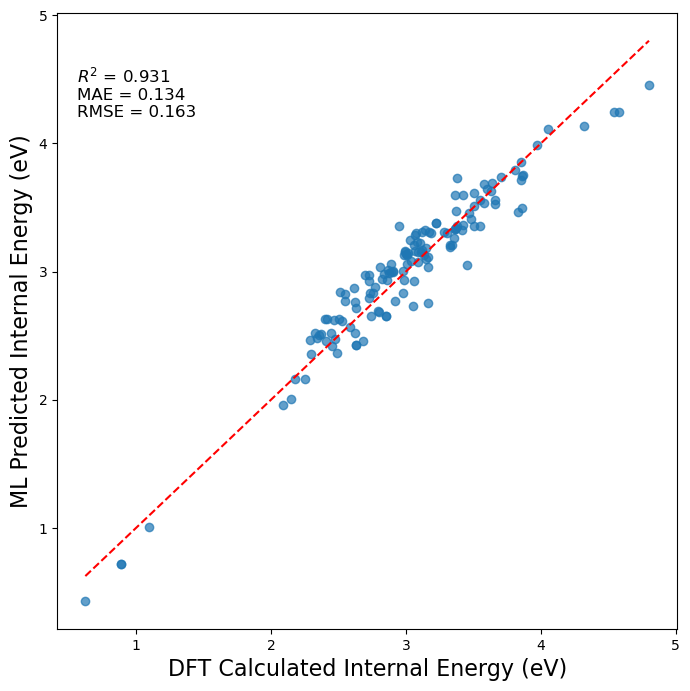 R² = 0.931
MAE = 0.134
RMSE = 0.163
5
4
3
2
1
ML Predicted Internal Energy (eV)
1 2 3 4 5
DFT Calculated Internal Energy (eV)